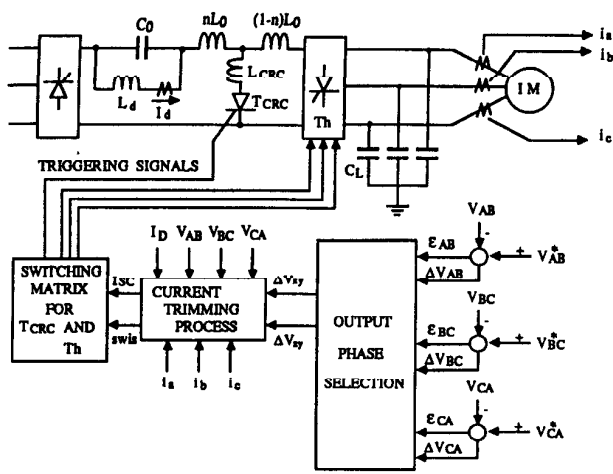 C0
nL0
(1-n)L0
ia
ib
ic
Ld
Id
LCRC
TCRC
Th
IM
CL
TRIGGERING SIGNALS
ID VAB VBC VCA
SWITCHING
MATRIX
FOR
TCRC AND
Th
ISC
swis
CURRENT
TRIMMING
PROCESS
ia ib ic
ΔVxy
ΔVzy
OUTPUT
PHASE
SELECTION
VAB
-
εAB
ΔVAB
+ V*AB
VBC
-
εBC
ΔVBC
+ V*BC
VCA
-
εCA
ΔVCA
+ V*CA